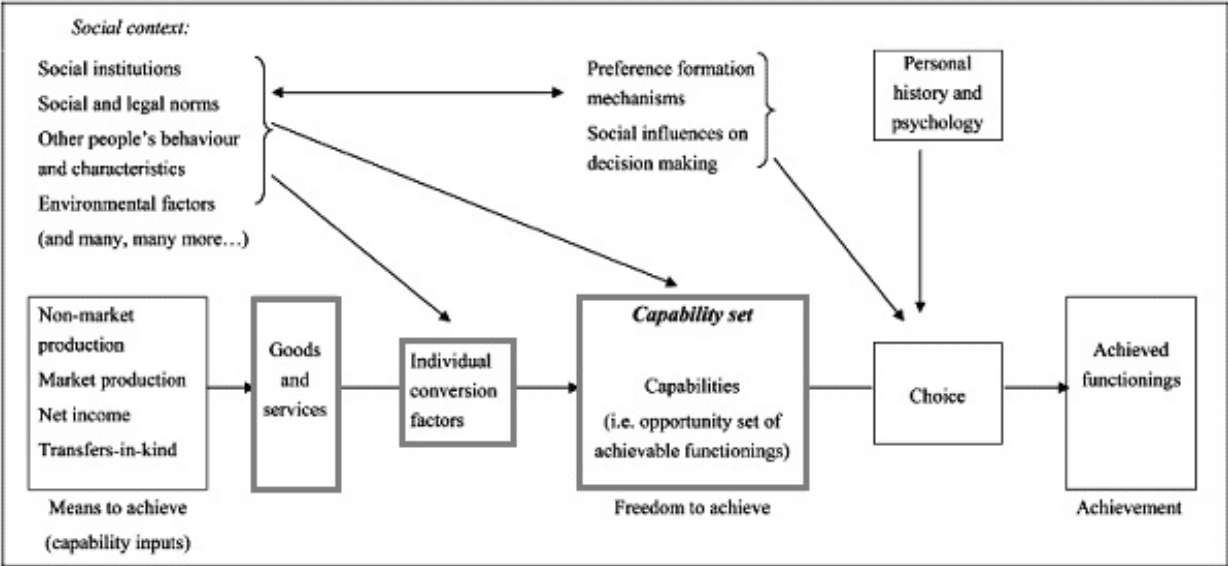 Social context:
Social institutions
Social and legal norms
Other people's behaviour
and characteristics
Environmental factors
(and many, many more…)
Preference formation
mechanisms
Social influences on
decision making
Personal
history and
psychology
Non-market
production
Market production
Net income
Transfers-in-kind
Means to achieve
(capability inputs)
Goods
and
services
Individual
conversion
factors
Capability set
Capabilities
(i.e. opportunity set of
achievable functionings)
Freedom to achieve
Choice
Achieved
functionings
Achievement